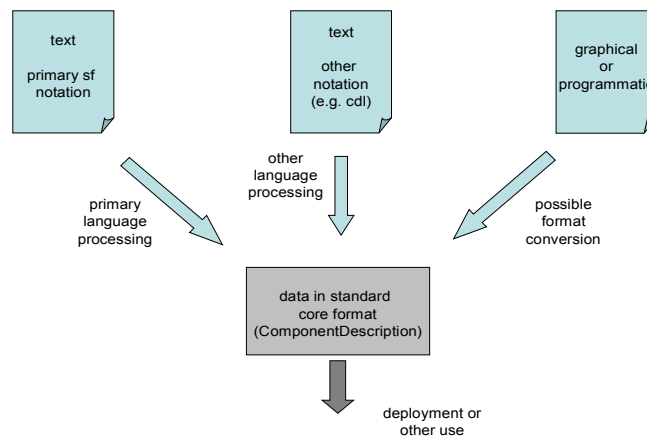 text
primary sf
notation
text
other
notation
(e.g. cdl)
graphical
or
programmatic
other
language
processing
primary
language
processing
possible
format
conversion
data in standard
core format
(ComponentDescription)
deployment or
other use